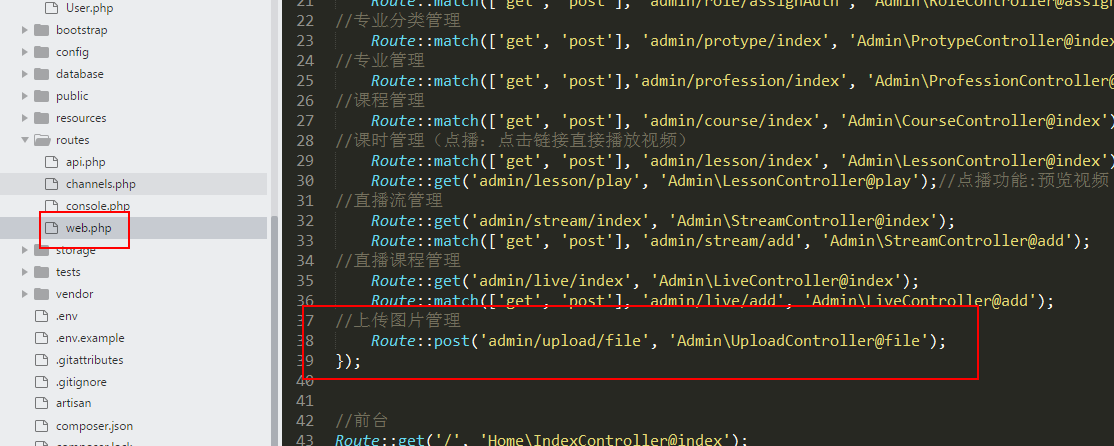 User.php
bootstrap
config
database
public
resources
routes
api.php
channels.php
console.php
web.php
storage
tests
vendor
.env
.env.example
.gitattributes
.gitignore
artisan
composer.json
21 Route::match(['get', 'post'], 'admin/role/assignAuth', 'Admin\RoleController@assig
22 //专业分类管理
23 Route::match(['get', 'post'], 'admin/protype/index', 'Admin\ProtypeController@index
24 //专业管理
25 Route::match(['get', 'post'],'admin/profession/index', 'Admin\ProfessionController@
26 //课程管理
27 Route::match(['get', 'post'], 'admin/course/index', 'Admin\CourseController@index')
28 //课时管理（点播：点击链接直接播放视频）
29 Route::match(['get', 'post'], 'admin/lesson/index', 'Admin\LessonController@index')
30 Route::get('admin/lesson/play', 'Admin\LessonController@play');//点播功能:预览视频
31 //直播流管理
32 Route::get('admin/stream/index', 'Admin\StreamController@index');
33 Route::match(['get', 'post'], 'admin/stream/add', 'Admin\StreamController@add');
34 //直播课程管理
35 Route::get('admin/live/index', 'Admin\LiveController@index');
36 Route::match(['get', 'post'], 'admin/live/add', 'Admin\LiveController@add');
37 //上传图片管理
38 Route::post('admin/upload/file', 'Admin\UploadController@file');
39 });
40
41
42 //前台
43 Route::get('/', 'Home\IndexController@index');